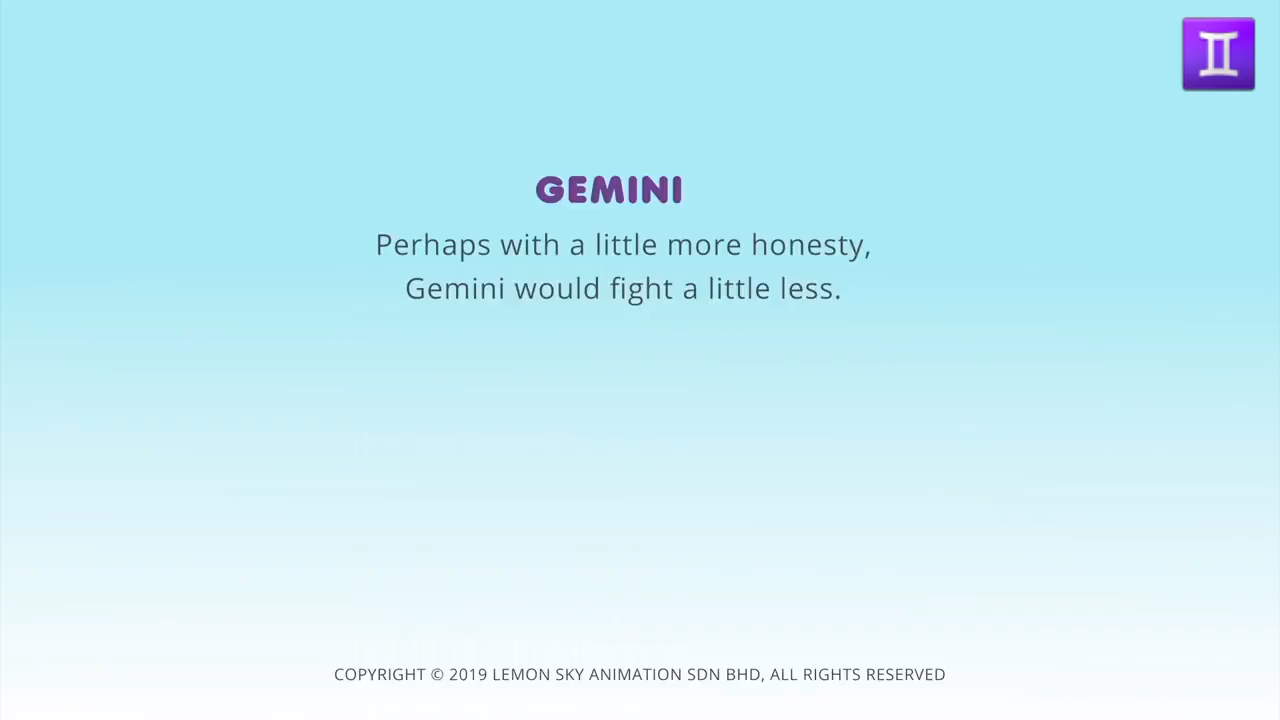 GEMINI
Perhaps with a little more honesty,
Gemini would fight a little less.
COPYRIGHT © 2019 LEMON SKY ANIMATION SDN BHD, ALL RIGHTS RESERVED